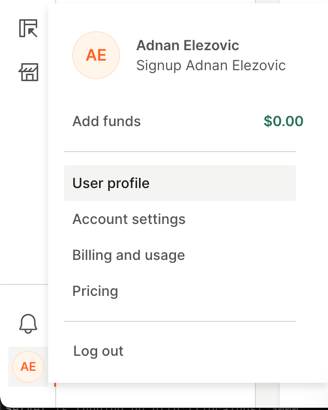 AE
Adnan Elezovic
Signup Adnan Elezovic
Add funds $0.00
User profile
Account settings
Billing and usage
Pricing
Log out
AE